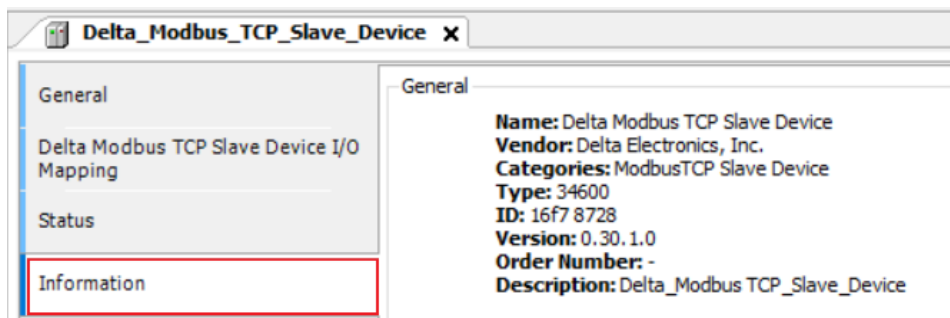 Delta_Modbus_TCP_Slave_Device
General
Delta Modbus TCP Slave Device I/O
Mapping
Status
Information
General
Name: Delta Modbus TCP Slave Device
Vendor: Delta Electronics, Inc.
Categories: ModbusTCP Slave Device
Type: 34600
ID: 16f7 8728
Version: 0.30.1.0
Order Number: -
Description: Delta_Modbus TCP_Slave_Device